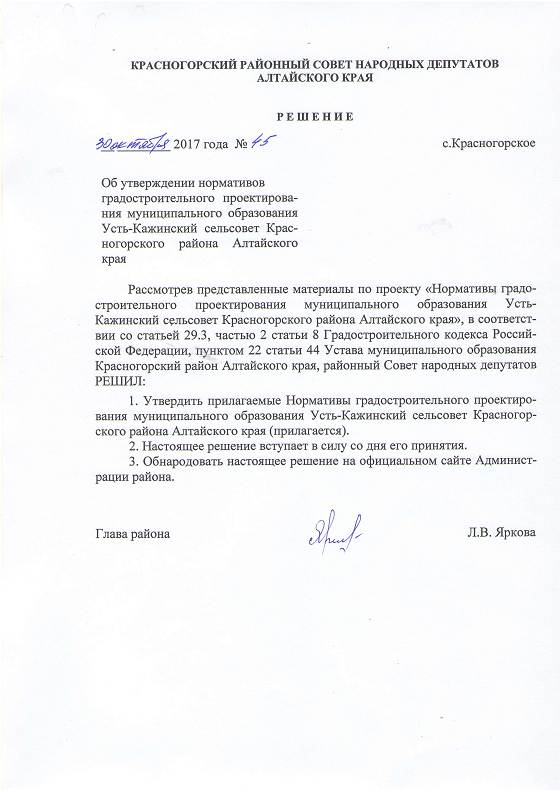 КРАСНОГОРСКИЙ РАЙОННЫЙ СОВЕТ НАРОДНЫХ ДЕПУТАТОВ
АЛТАЙСКОГО КРАЯ
Р Е Ш Е Н И Е
30 октября 2017 года № 45 с.Красногорское
Об утверждении нормативов
градостроительного проектирова-
ния муниципального образования
Усть-Кажинский сельсовет Крас-
ногорского района Алтайского
края
Рассмотрев представленные материалы по проекту «Нормативы градо-
строительного проектирования муниципального образования Усть-
Кажинский сельсовет Красногорского района Алтайского края», в соответст-
вии со статьей 29.3, частью 2 статьи 8 Градостроительного кодекса Россий-
ской Федерации, пунктом 22 статьи 44 Устава муниципального образования
Красногорский район Алтайского края, районный Совет народных депутатов
РЕШИЛ:
1. Утвердить прилагаемые Нормативы градостроительного проектиро-
вания муниципального образования Усть-Кажинский сельсовет Красногор-
ского района Алтайского края (прилагается).
2. Настоящее решение вступает в силу со дня его принятия.
3. Обнародовать настоящее решение на официальном сайте Админист-
рации района.
Глава района Л.В. Яркова